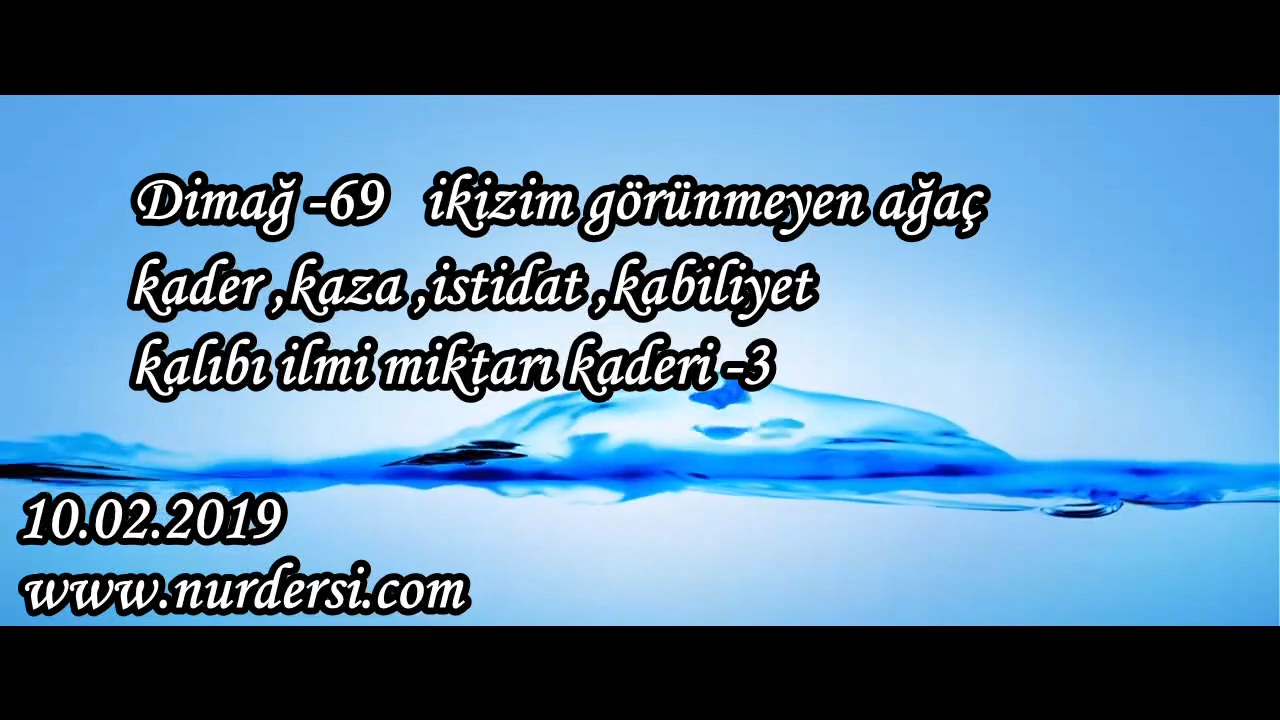 Dimağ -69 ikizim görünmeyen ağaç
kader ,kaza ,istidat ,kabiliyet
kalıbı ilmi miktarı kaderi -3
10.02.2019
www.nurdersi.com